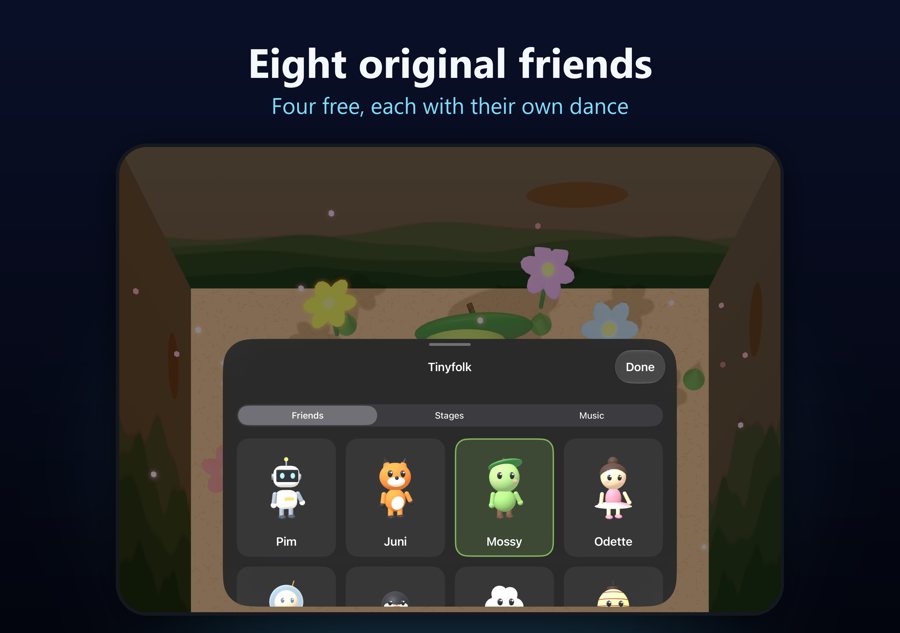 Eight original friends
Four free, each with their own dance
Tinyfolk
Done
Friends
Stages
Music
Pim
Juni
Mossy
Odette